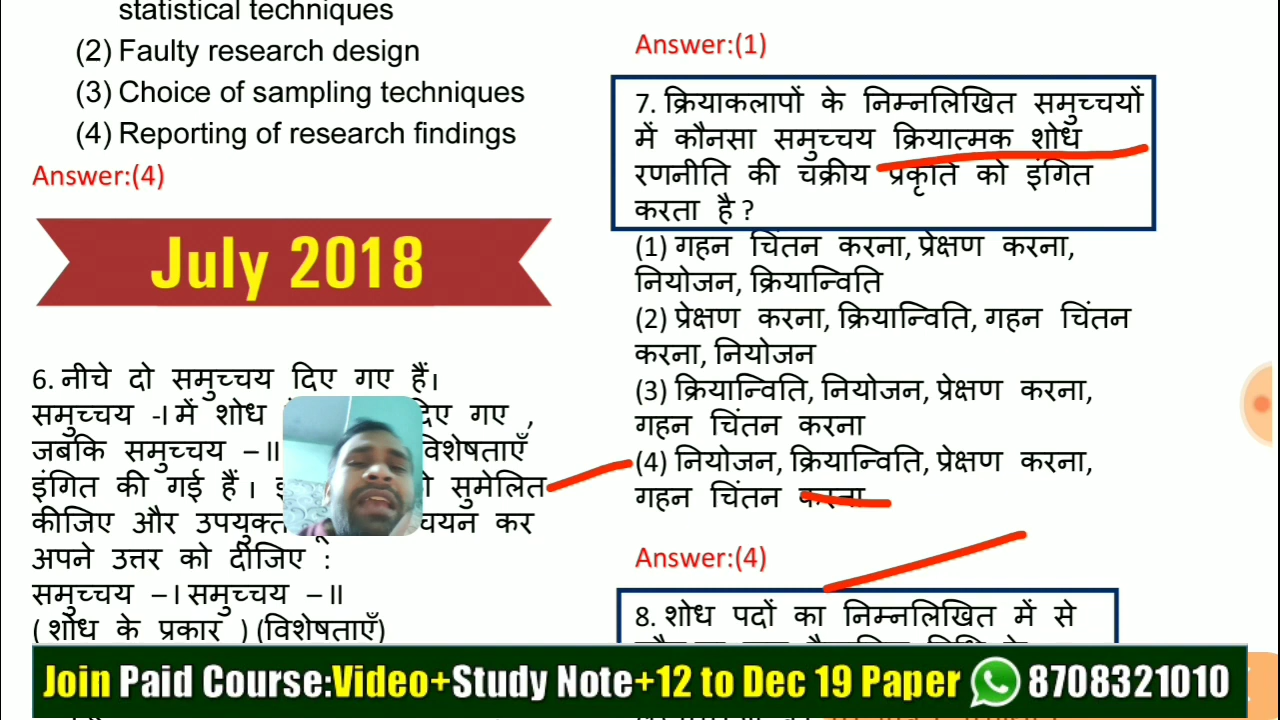 statistical techniques
(2) Faulty research design
(3) Choice of sampling techniques
(4) Reporting of research findings
Answer:(4)
July 2018
6. नीचे दो समुच्चय दिए गए हैं।
समुच्चय -I में शोध दिए गए ,
जबकि समुच्चय – II विशेषताएँ
इंगित की गई हैं । सुमेलित
कीजिए और उपयुक्त चयन कर
अपने उत्तर को दीजिए :
समुच्चय – I समुच्चय – II
( शोध के प्रकार ) (विशेषताएँ)
Answer:(1)
7. क्रियाकलापों के निम्नलिखित समुच्चयों
में कौनसा समुच्चय क्रियात्मक शोध
रणनीति की चक्रीय प्रकृति को इंगित
करता है ?
(1) गहन चिंतन करना, प्रेक्षण करना,
नियोजन, क्रियान्विति
(2) प्रेक्षण करना, क्रियान्विति, गहन चिंतन
करना, नियोजन
(3) क्रियान्विति, नियोजन, प्रेक्षण करना,
गहन चिंतन करना
(4) नियोजन, क्रियान्विति, प्रेक्षण करना,
गहन चिंतन करना
Answer:(4)
8. शोध पदों का निम्नलिखित में से
Join Paid Course:Video+Study Note+12 to Dec 19 Paper 8708321010